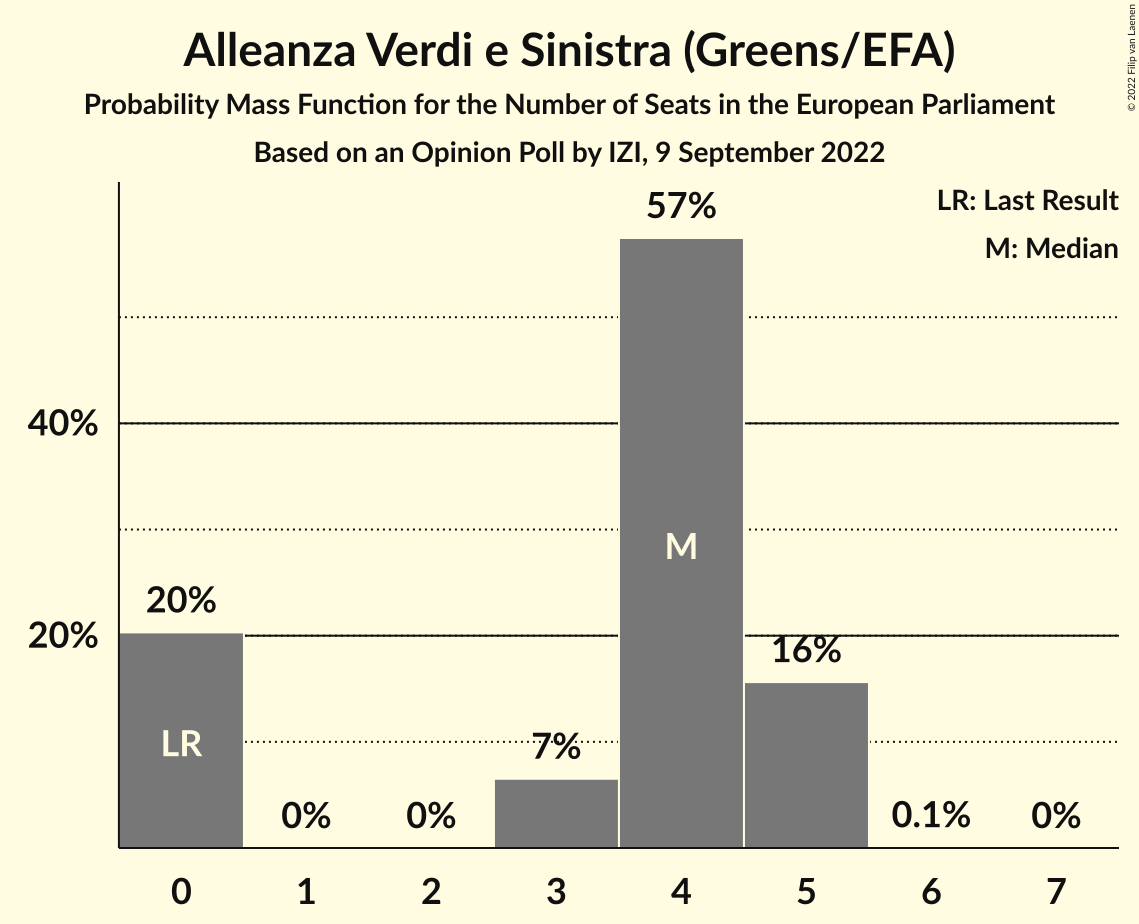 Alleanza Verdi e Sinistra (Greens/EFA)
Probability Mass Function for the Number of Seats in the European Parliament
Based on an Opinion Poll by IZI, 9 September 2022
© 2022 Filip van Laenen
LR: Last Result
M: Median
57%
40%
M
20%
20%
16%
LR
7%
0%
0%
0.1%
0%
0 1 2 3 4 5 6 7